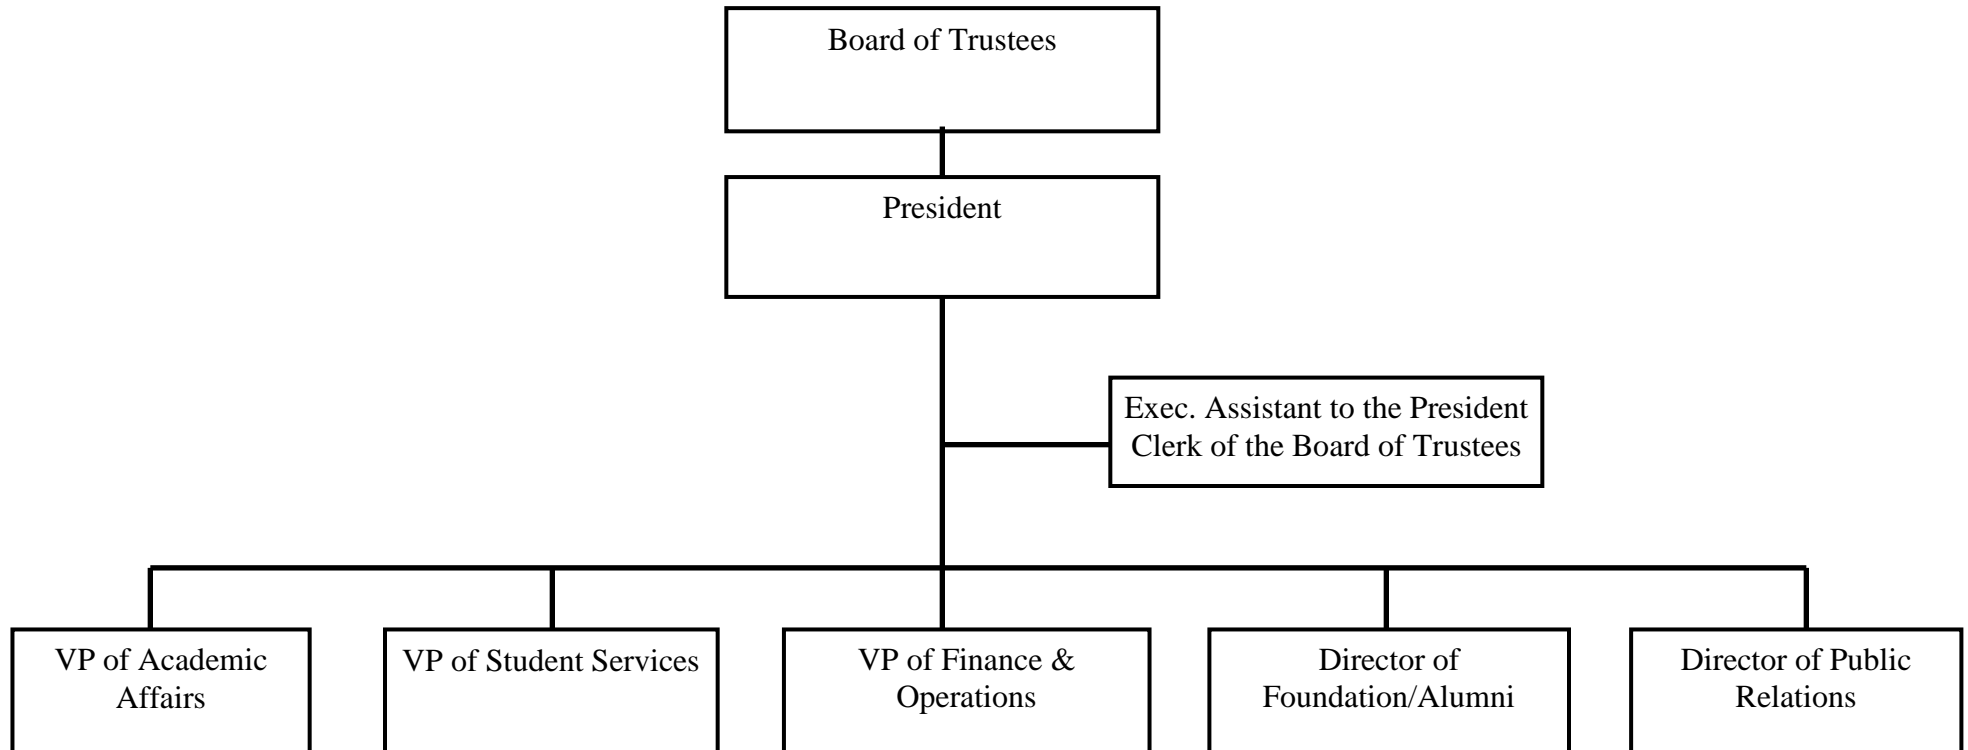 Board of Trustees
President
Exec. Assistant to the President
Clerk of the Board of Trustees
VP of Academic
Affairs
VP of Student Services
VP of Finance &
Operations
Director of
Foundation/Alumni
Director of Public
Relations